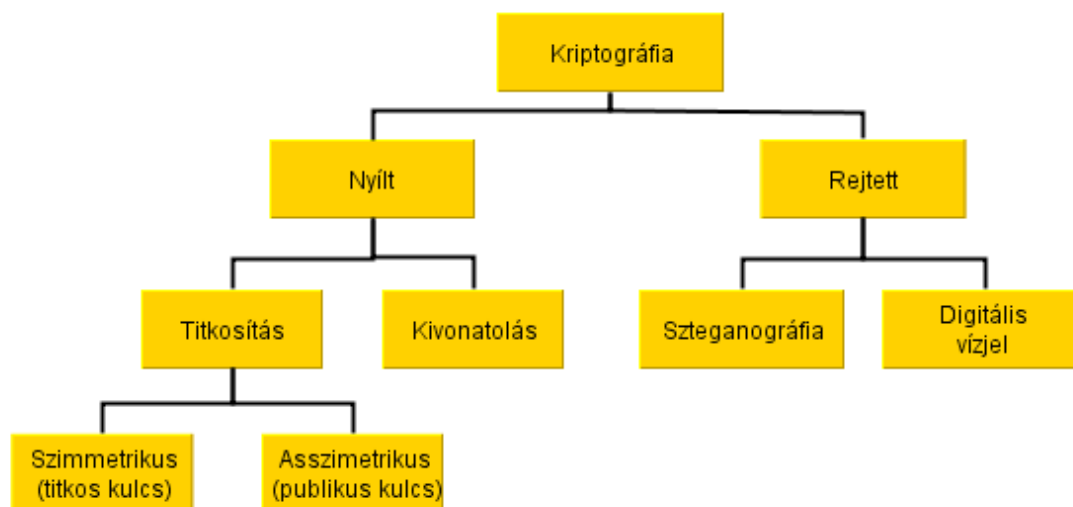 Kriptográfia
Nyílt
Rejtett
Titkosítás
Kivonatolás
Szteganográfia
Digitális
vízjel
Szimmetrikus
(titkos kulcs)
Asszimetrikus
(publikus kulcs)